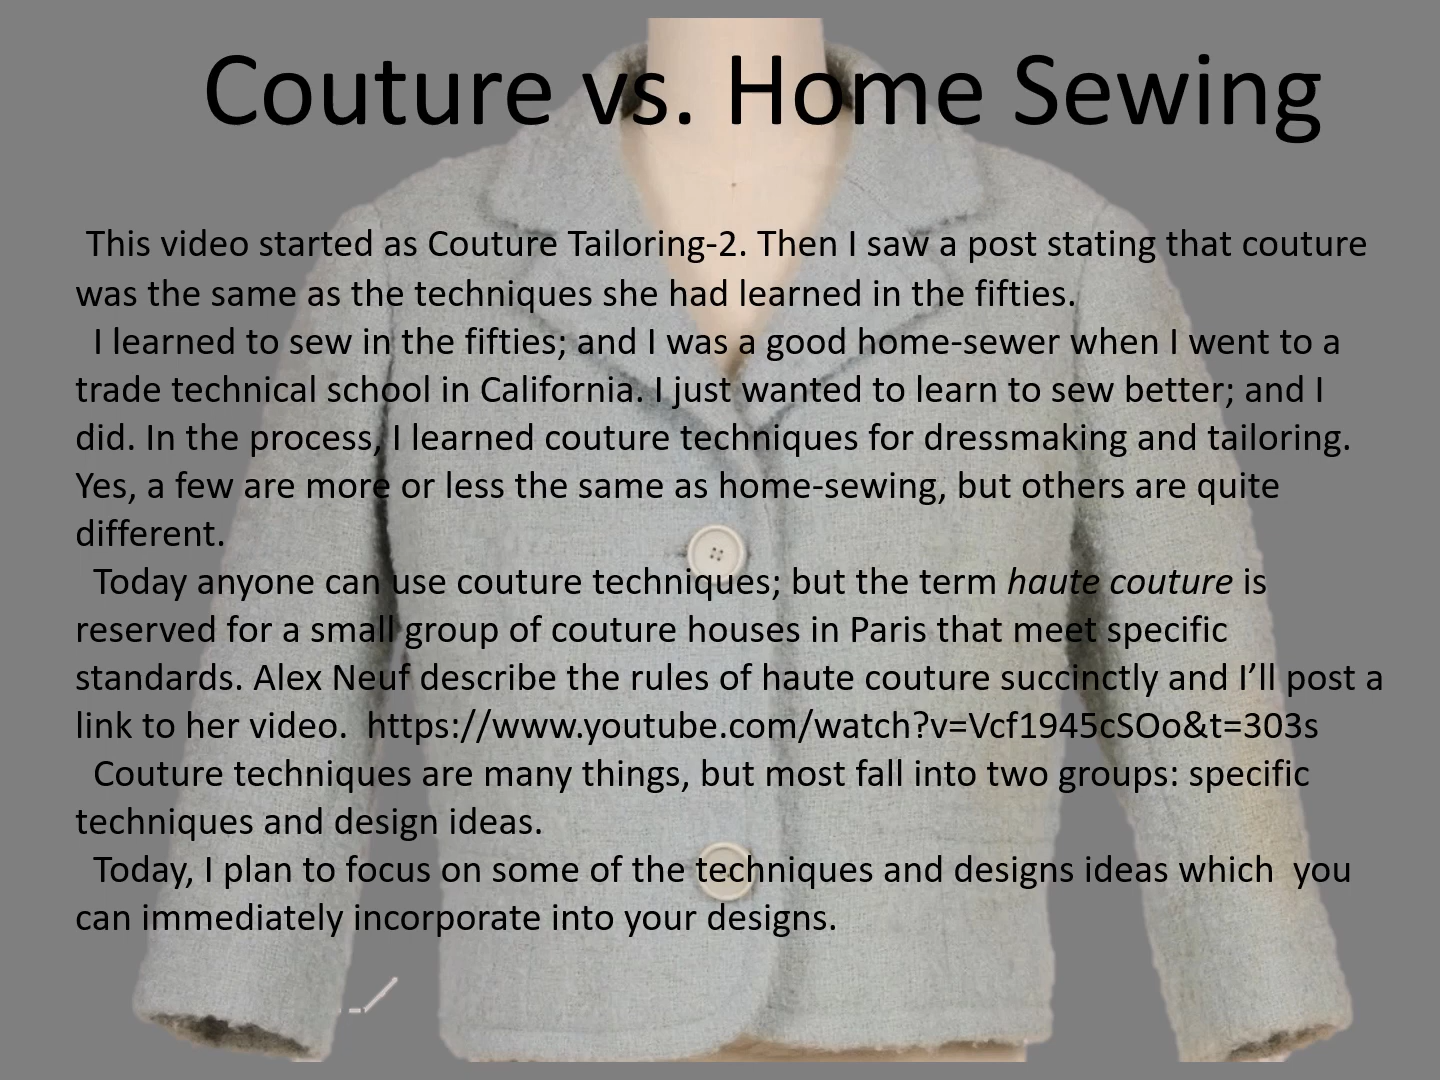 Couture vs. Home Sewing
This video started as Couture Tailoring-2. Then I saw a post stating that couture
was the same as the techniques she had learned in the fifties.
I learned to sew in the fifties; and I was a good home-sewer when I went to a
trade technical school in California. I just wanted to learn to sew better; and I
did. In the process, I learned couture techniques for dressmaking and tailoring.
Yes, a few are more or less the same as home-sewing, but others are quite
different.
Today anyone can use couture techniques; but the term haute couture is
reserved for a small group of couture houses in Paris that meet specific
standards. Alex Neuf describe the rules of haute couture succinctly and I’ll post a
link to her video.  https://www.youtube.com/watch?v=Vcf1945cSOo&t=303s
Couture techniques are many things, but most fall into two groups: specific
techniques and design ideas.
Today, I plan to focus on some of the techniques and designs ideas which  you
can immediately incorporate into your designs.